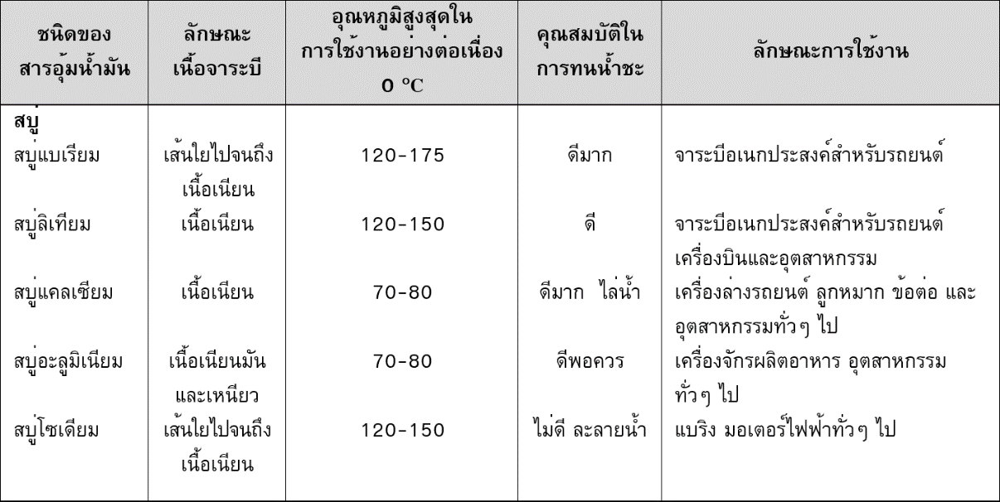 ชนิดของ
สารอุ้มน้ำมัน
ลักษณะ
เนื้อจาระบี
อุณหภูมิสูงสุดใน
การใช้งานอย่างต่อเนื่อง
0 °C
คุณสมบัติใน
การทนน้ำชะ
ลักษณะการใช้งาน
สบู่
สบู่แบเรียม
เส้นใยไปจนถึง
เนื้อเนียน
120-175
ดีมาก
จาระบีอเนกประสงค์สำหรับรถยนต์
สบู่ลิเทียม
เนื้อเนียน
120-150
ดี
จาระบีอเนกประสงค์สำหรับรถยนต์
เครื่องบินและอุตสาหกรรม
สบู่แคลเซียม
เนื้อเนียน
70-80
ดีมาก ไล่น้ำ
เครื่องล่างรถยนต์ ลูกหมาก ข้อต่อ และ
อุตสาหกรรมทั่วๆ ไป
สบู่อะลูมิเนียม
เนื้อเนียนมัน
และเหนียว
70-80
ดีพอควร
เครื่องจักรผลิตอาหาร อุตสาหกรรม
ทั่วๆ ไป
สบู่โซเดียม
เส้นใยไปจนถึง
เนื้อเนียน
120-150
ไม่ดี ละลายน้ำ
แบริง มอเตอร์ไฟฟ้าทั่วๆ ไป